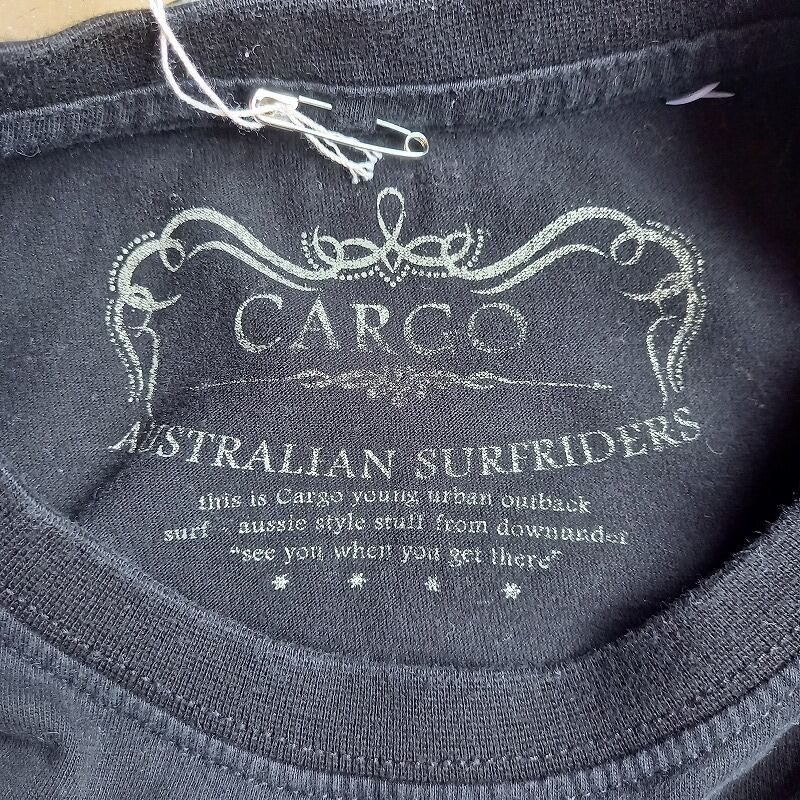 CARGO
AUSTRALIAN SURFRIDERS
this is Cargo young urban outback
surf - aussie style stuff from downunder
“see you when you get there”